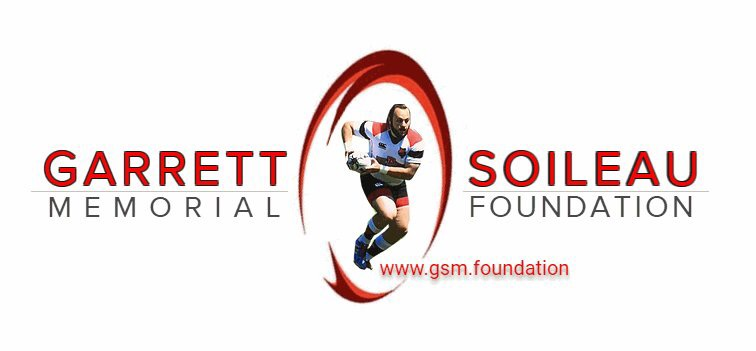 GARRETT SOILEAU
MEMORIAL FOUNDATION
www.gsm.foundation